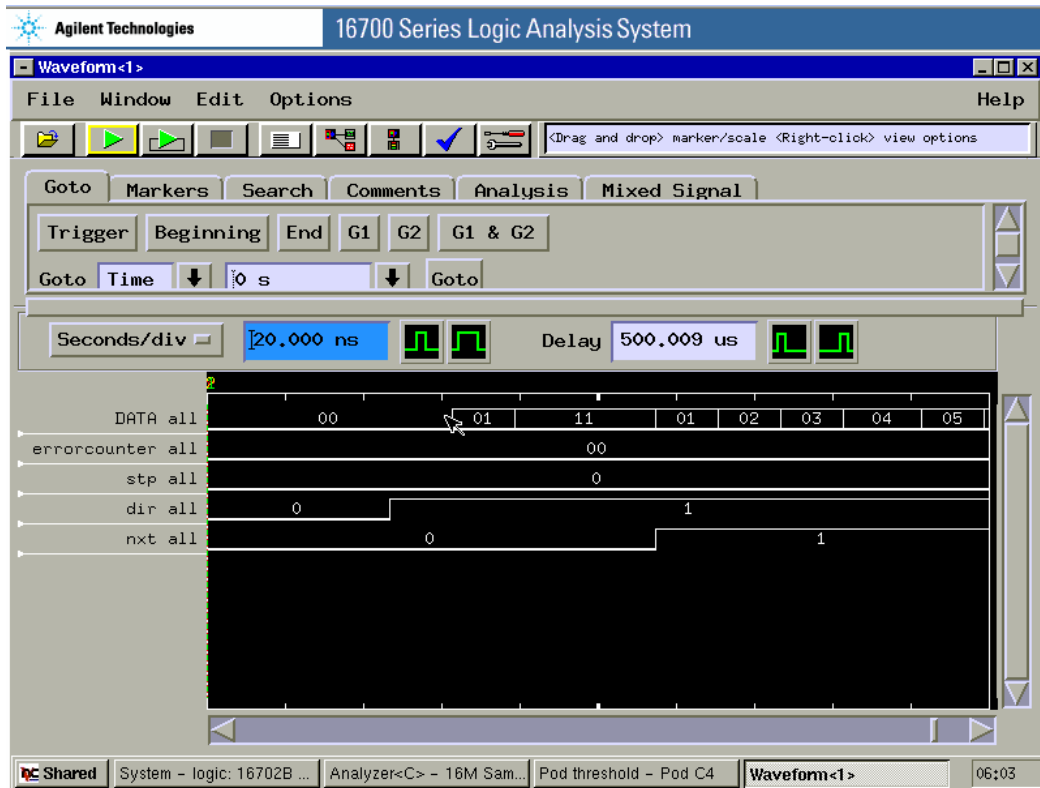 Agilent Technologies 16700 Series Logic Analysis System
Waveform<1>
File Window Edit Options Help
<Drag and drop> marker/scale <Right-click> view options
Goto Markers Search Comments Analysis Mixed Signal
Trigger Beginning End G1 G2 G1 & G2
Goto Time 0 s Goto
Seconds/div 20.000 ns Delay 500.009 us
2
DATA all 00 01 11 01 02 03 04 05
errorcounter all 00
stp all 0
dir all 0 1
nxt all 0 1
Shared System - logic: 16702B ... Analyzer<C> - 16M Sam... Pod threshold - Pod C4 Waveform<1> 06:03